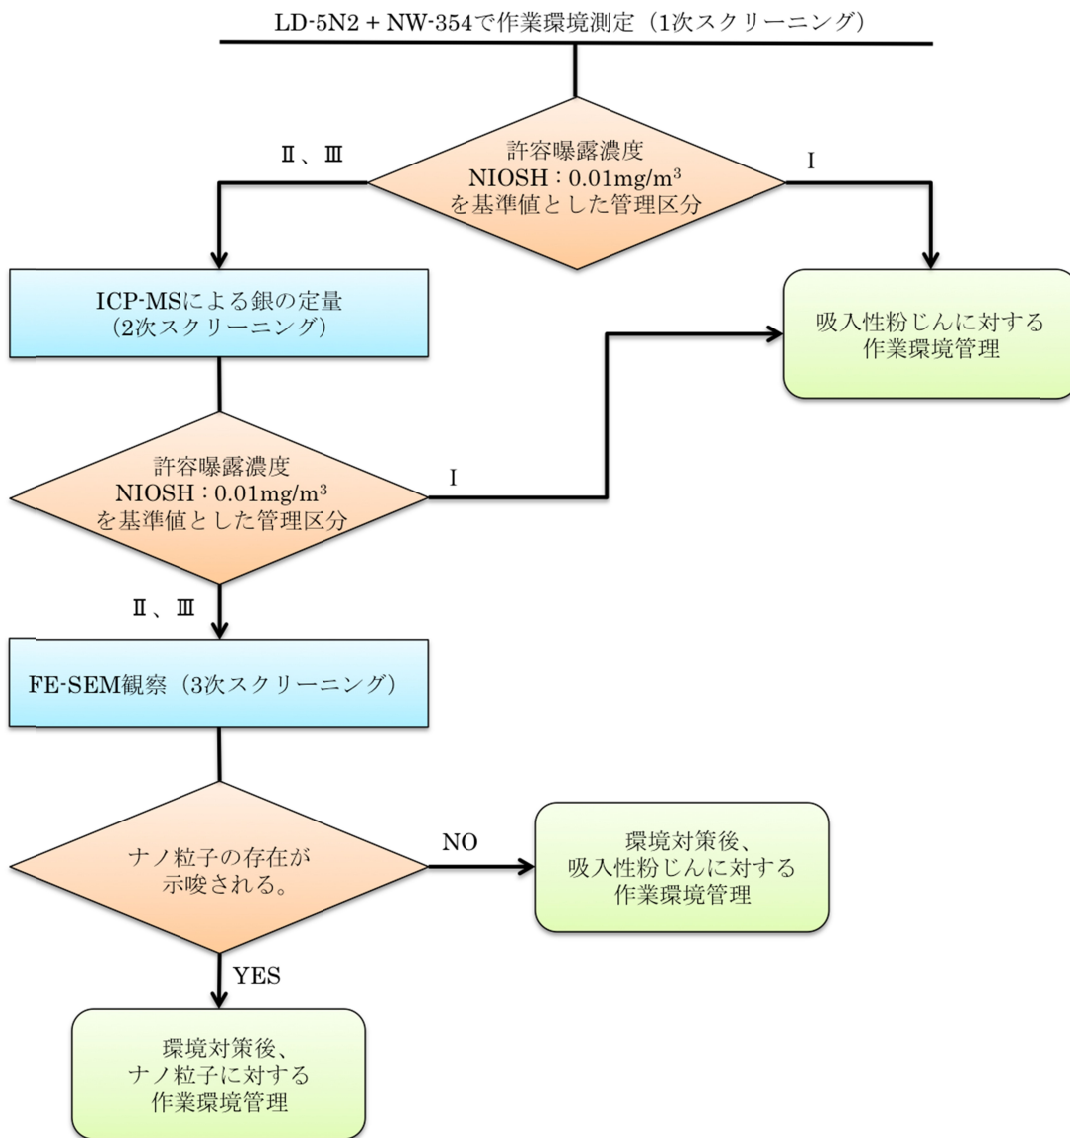 LD-5N2 + NW-354で作業環境測定（1次スクリーニング）
許容曝露濃度
NIOSH：0.01mg/m³
を基準値とした管理区分
Ⅱ、Ⅲ
I
ICP-MSによる銀の定量
（2次スクリーニング）
吸入性粉じんに対する
作業環境管理
許容曝露濃度
NIOSH：0.01mg/m³
を基準値とした管理区分
I
Ⅱ、Ⅲ
FE-SEM観察（3次スクリーニング）
ナノ粒子の存在が
示唆される。
NO
環境対策後、
吸入性粉じんに対する
作業環境管理
YES
環境対策後、
ナノ粒子に対する
作業環境管理